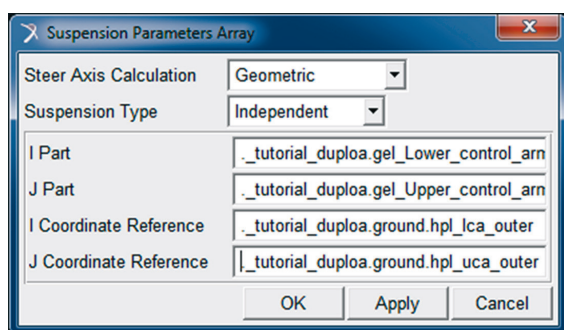 Suspension Parameters Array
Steer Axis Calculation Geometric
Suspension Type Independent
I Part ._tutorial_duploa.gel_Lower_control_arm
J Part ._tutorial_duploa.gel_Upper_control_arm
I Coordinate Reference ._tutorial_duploa.ground.hpl_lca_outer
J Coordinate Reference ._tutorial_duploa.ground.hpl_uca_outer
OK Apply Cancel